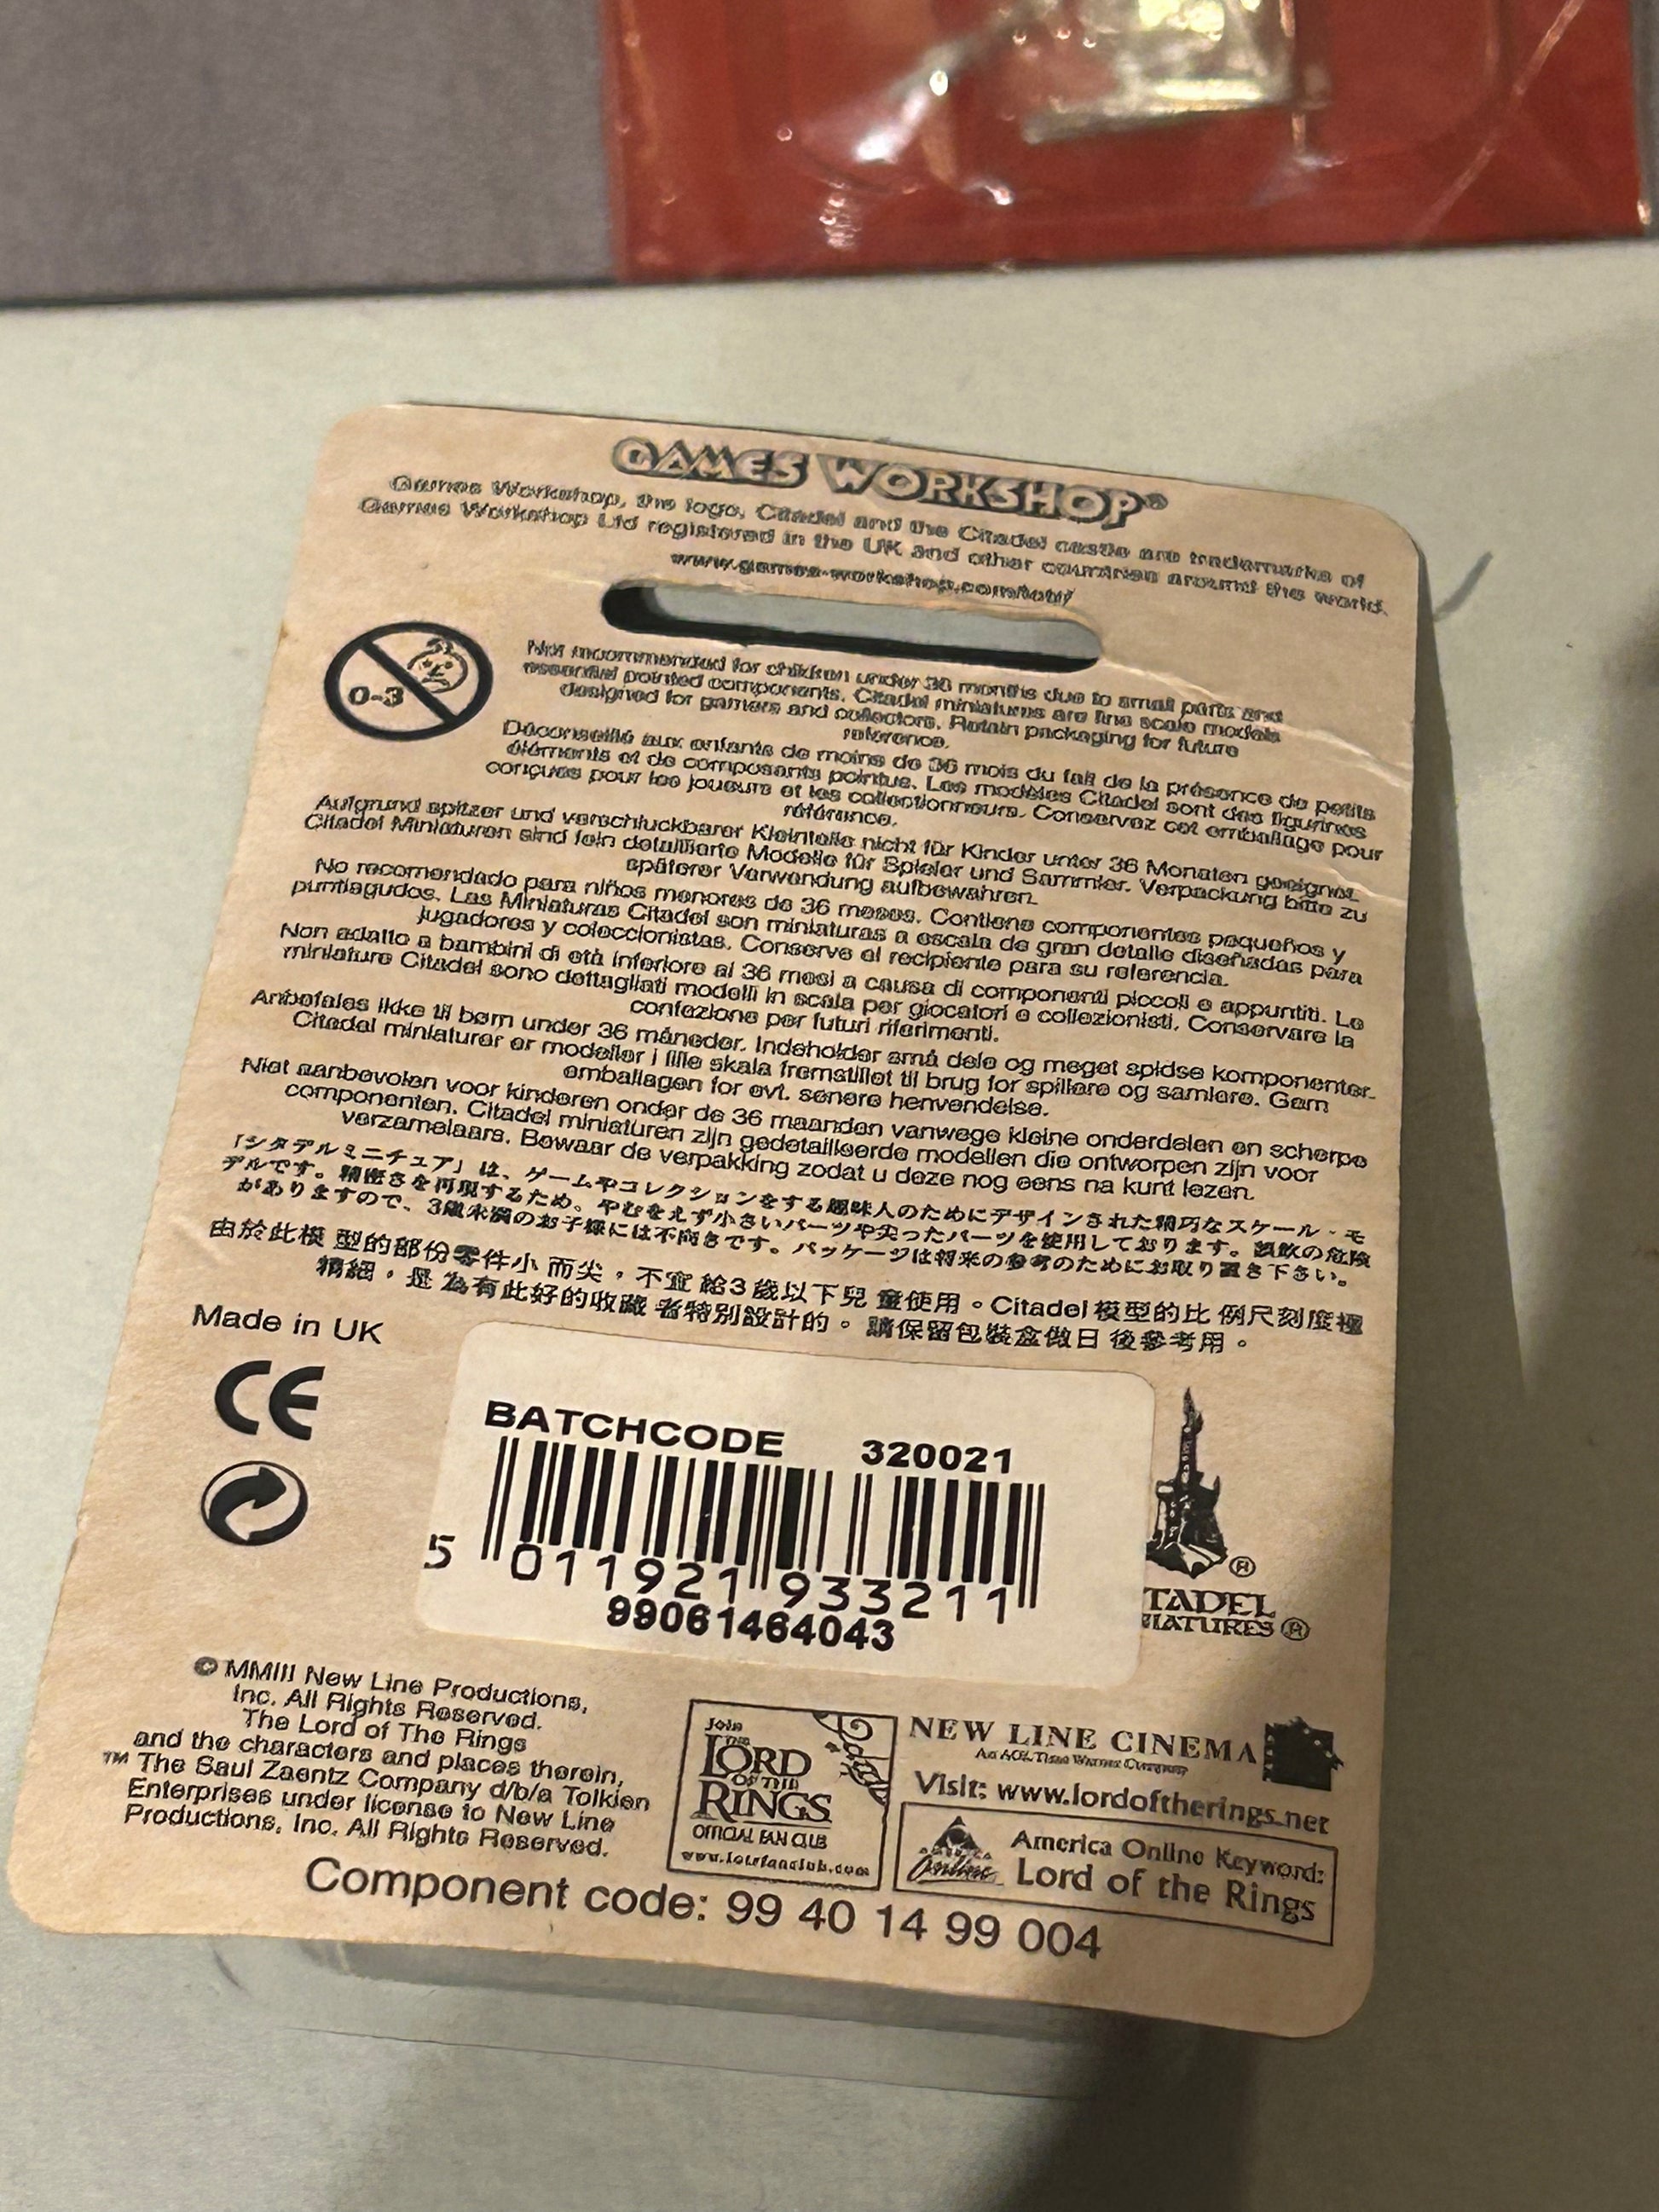 GAMES WORKSHOP®
Games Workshop, the logo, Citadel and the Citadel castle are trademarks of
Games Workshop Ltd registered in the UK and other countries around the world.
0-3
Not recommended for children under 36 months due to small parts and
essential pointed components. Citadel miniatures are fine scale models
designed for gamers and collectors. Retain packaging for future
reference.
Déconseillé aux enfants de moins de 36 mois du fait de la présence de petits
éléments et de composants pointus. Les modèles Citadel sont des figurines
conçues pour les joueurs et les collectionneurs. Conservez cet emballage pour
référence.
Aufgrund spitzer und verschluckbarer Kleinteile nicht für Kinder unter 36 Monaten geeignet.
Citadel Miniaturen sind fein detaillierte Modelle für Spieler und Sammler. Verpackung bitte zu
späterer Verwendung aufbewahren.
No recomendado para niños menores de 36 meses. Contiene componentes pequeños y
puntiagudos. Las Miniaturas Citadel son miniaturas a escala de gran detalle diseñadas para
jugadores y coleccionistas. Conserve el recipiente para su referencia.
Non adatto a bambini di età inferiore ai 36 mesi a causa di componenti piccoli e appuntiti. Le
miniature Citadel sono dettagliati modelli in scala per giocatori e collezionisti. Conservare la
confezione per futuri riferimenti.
Anbefales ikke til børn under 36 måneder. Indeholder små dele og meget spidse komponenter.
Citadel miniaturer er modeller i lille skala fremstillet til brug for spillere og samlere. Gem
emballagen for evt. senere henvendelse.
Niet aanbevolen voor kinderen onder de 36 maanden vanwege kleine onderdelen en scherpe
componenten. Citadel miniaturen zijn gedetailleerde modellen die ontworpen zijn voor
verzamelaars. Bewaar de verpakking zodat u deze nog eens na kunt lezen.
「シタデルミニチュア」は、ゲームやコレクションをする趣味人のためにデザインされた精巧なスケール・モ
デルです。精密さを再現するため、やむをえず小さいパーツや尖ったパーツを使用しております。誤飲の危険
がありますので、3歳未満のお子様には不向きです。パッケージは将来の参考のためにお取り置き下さい。
由於此模 型的部份零件小 而尖，不宜 給3 歲以下兒 童使用。Citadel 模型的比 例尺刻度極
精細，是 為有此好的收藏 者特別設計的。 請保留包裝盒做日 後參考用。
Made in UK
CE
BATCHCODE 320021
5 011921 933211
99061464043
®
TADEL
IATURES ®
© MMIII New Line Productions,
Inc. All Rights Reserved.
The Lord of The Rings
and the characters and places therein,
™ The Saul Zaentz Company d/b/a Tolkien
Enterprises under license to New Line
Productions, Inc. All Rights Reserved.
Join
THE
LORD
OF THE
RINGS
OFFICIAL FAN CLUB
www.lotrfanclub.com
NEW LINE CINEMA
An AOL Time Warner Company
Visit: www.lordoftherings.net
AMERICA
Online
America Online Keyword:
Lord of the Rings
Component code: 99 40 14 99 004